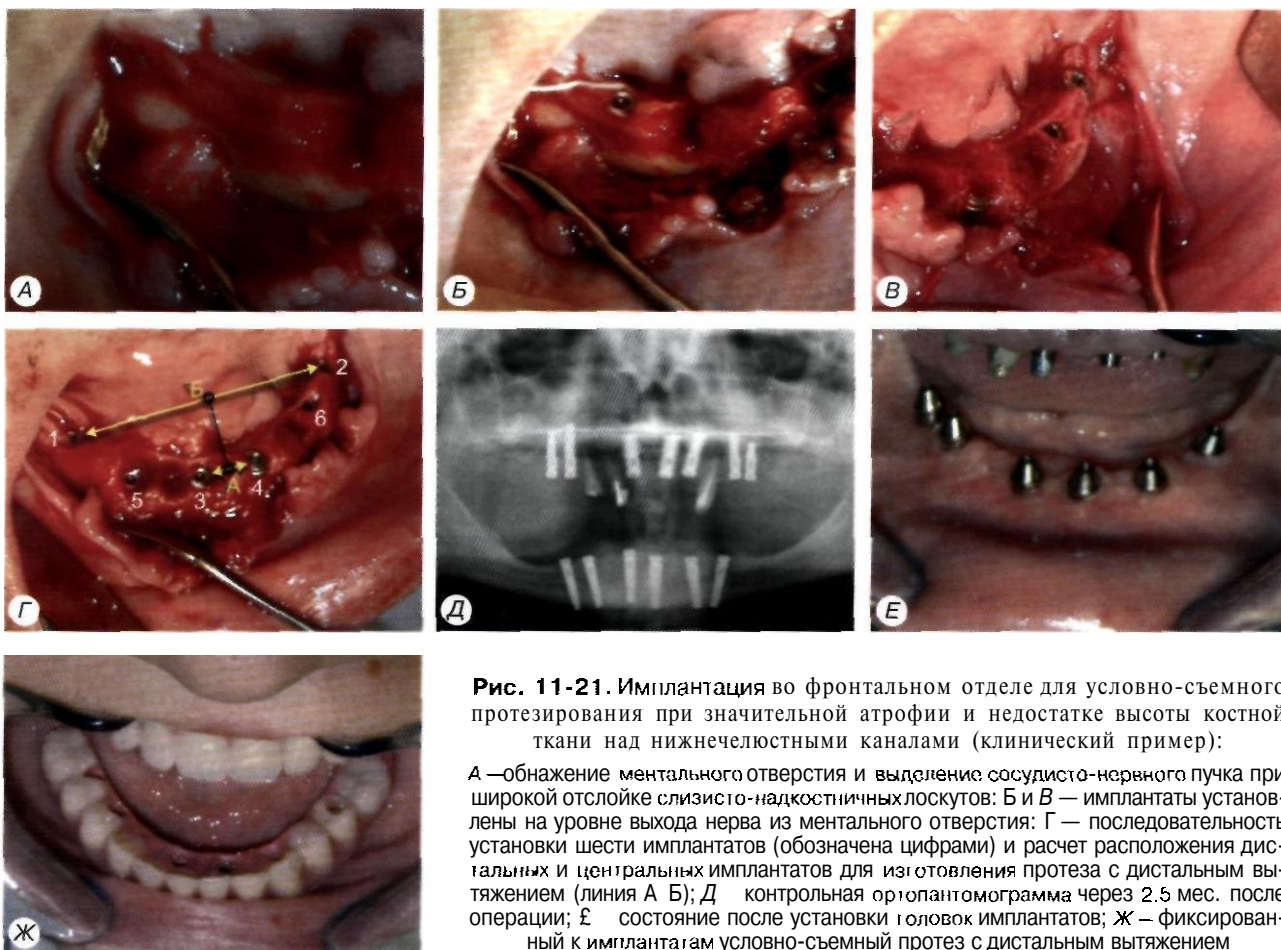 А
Б
В
Б
2
1
6
5
3
А
4
Г
Д
Е
Ж
Рис. 11-21. Имплантация во фронтальном отделе для условно-съемного
протезирования при значительной атрофии и недостатке высоты костной
ткани над нижнечелюстными каналами (клинический пример):
А —обнажение ментального отверстия и выделение сосудисто-нервного пучка при
широкой отслойке слизисто-надкостничных лоскутов: Б и В — имплантаты установ-
лены на уровне выхода нерва из ментального отверстия: Г — последовательность
установки шести имплантатов (обозначена цифрами) и расчет расположения дис-
тальных и центральных имплантатов для изготовления протеза с дистальным вы-
тяжением (линия А Б); Д контрольная ортопантомограмма через 2.5 мес. после
операции; £ состояние после установки головок имплантатов; Ж – фиксирован-
ный к имплантатам условно-съемный протез с дистальным вытяжением